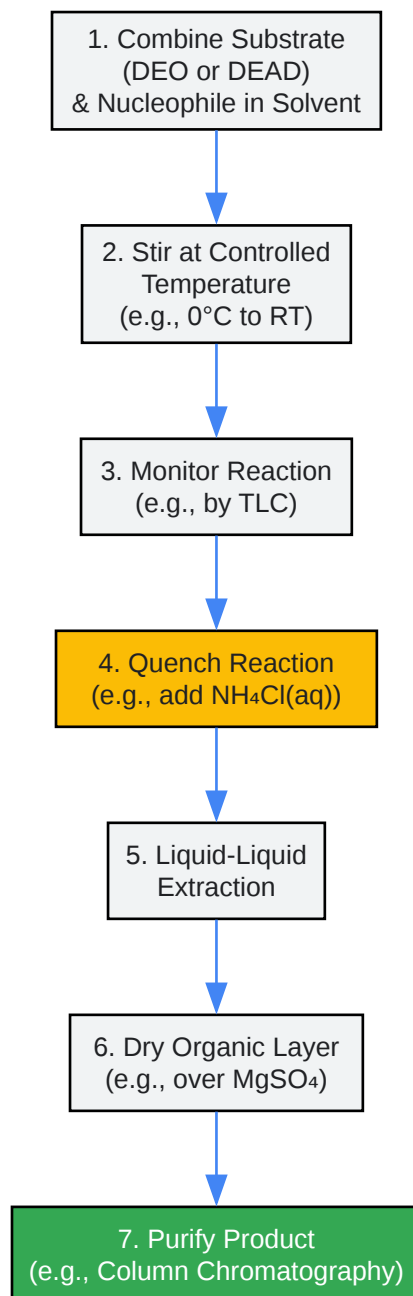 1. Combine Substrate
(DEO or DEAD)
& Nucleophile in Solvent
2. Stir at Controlled
Temperature
(e.g., 0°C to RT)
3. Monitor Reaction
(e.g., by TLC)
4. Quench Reaction
(e.g., add NH₄Cl(aq))
5. Liquid-Liquid
Extraction
6. Dry Organic Layer
(e.g., over MgSO₄)
7. Purify Product
(e.g., Column Chromatography)